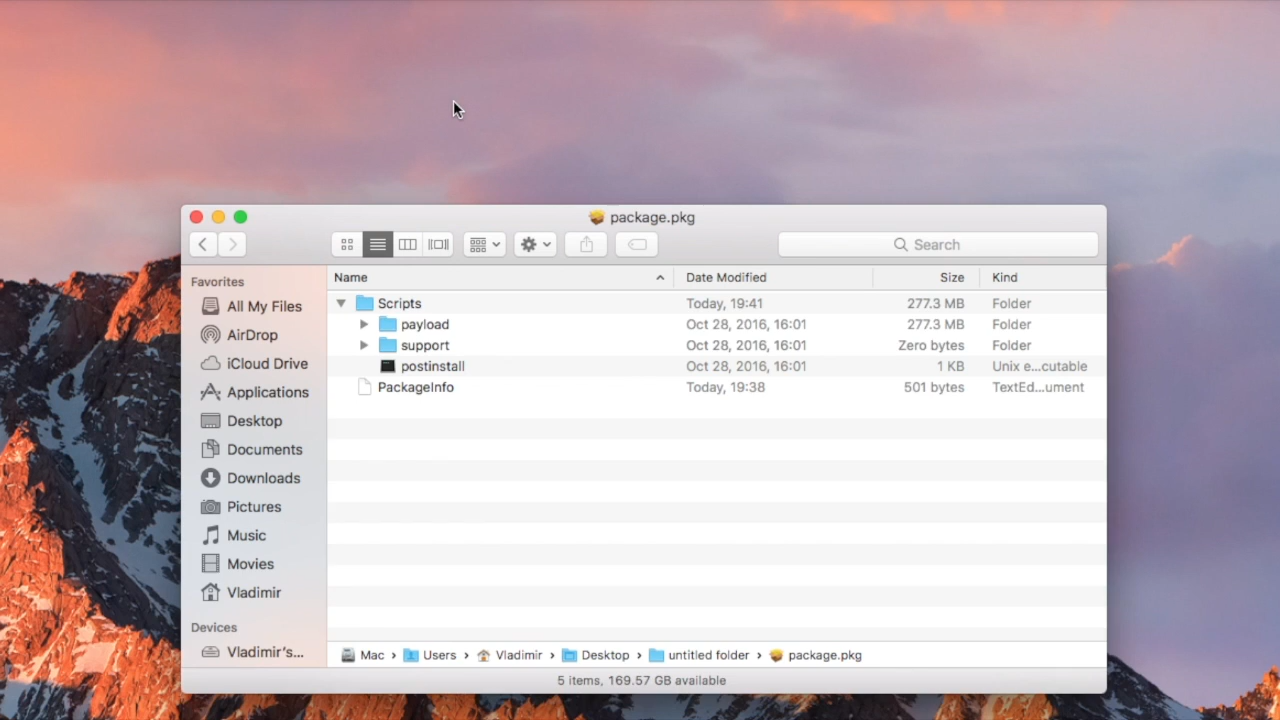 package.pkg
Search
Favorites
All My Files
AirDrop
iCloud Drive
Applications
Desktop
Documents
Downloads
Pictures
Music
Movies
Vladimir
Devices
Vladimir's...
Name Date Modified Size Kind
Scripts Today, 19:41 277.3 MB Folder
payload Oct 28, 2016, 16:01 277.3 MB Folder
support Oct 28, 2016, 16:01 Zero bytes Folder
postinstall Oct 28, 2016, 16:01 1 KB Unix e...cutable
PackageInfo Today, 19:38 501 bytes TextEd...ument
Mac › Users › Vladimir › Desktop › untitled folder › package.pkg
5 items, 169.57 GB available